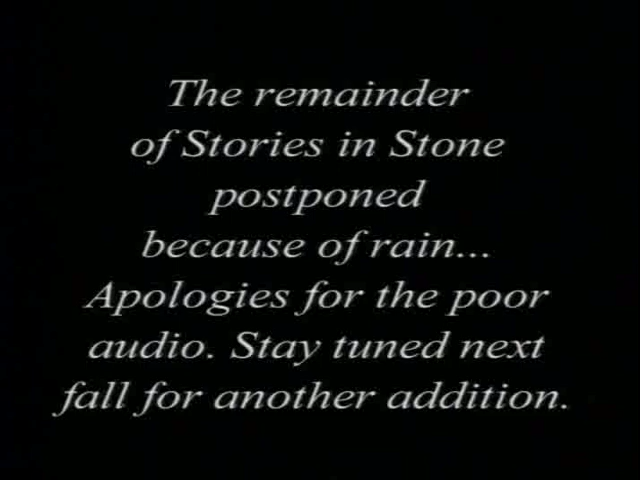 The remainder
of Stories in Stone
postponed
because of rain...
Apologies for the poor
audio. Stay tuned next
fall for another addition.